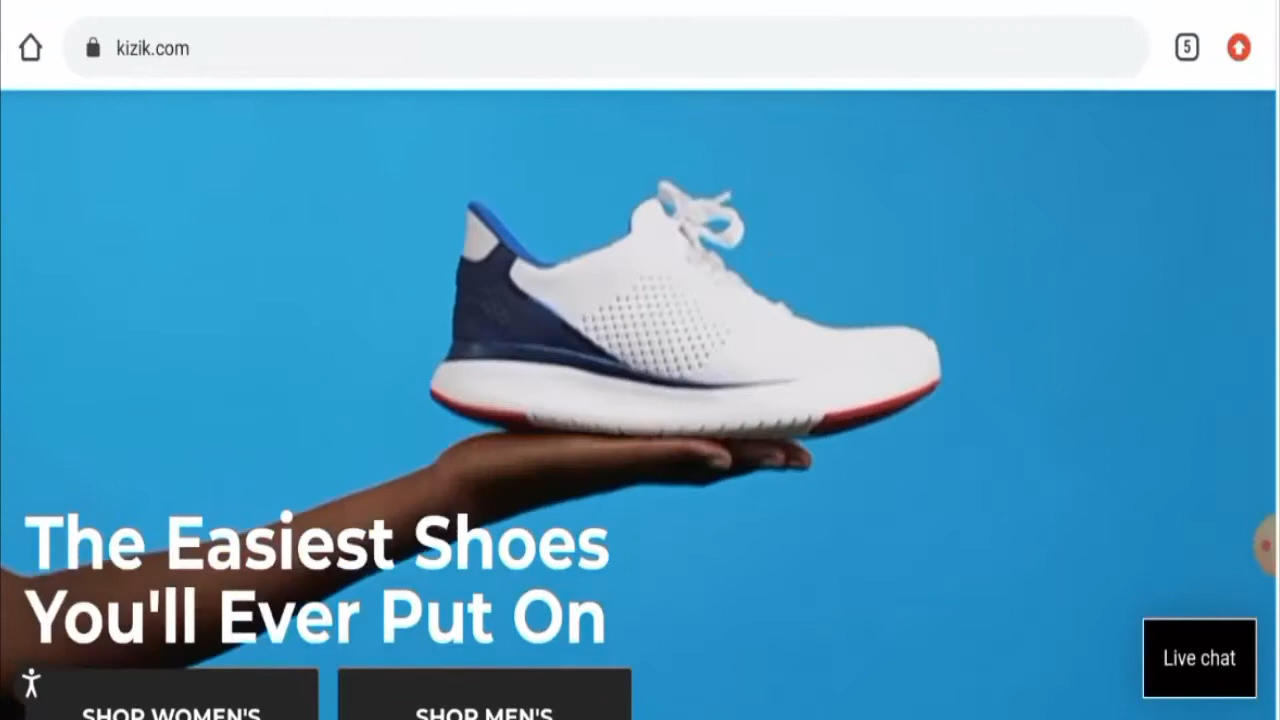 kizik.com
5
The Easiest Shoes
You'll Ever Put On
Live chat
SHOP WOMEN'S
SHOP MEN'S